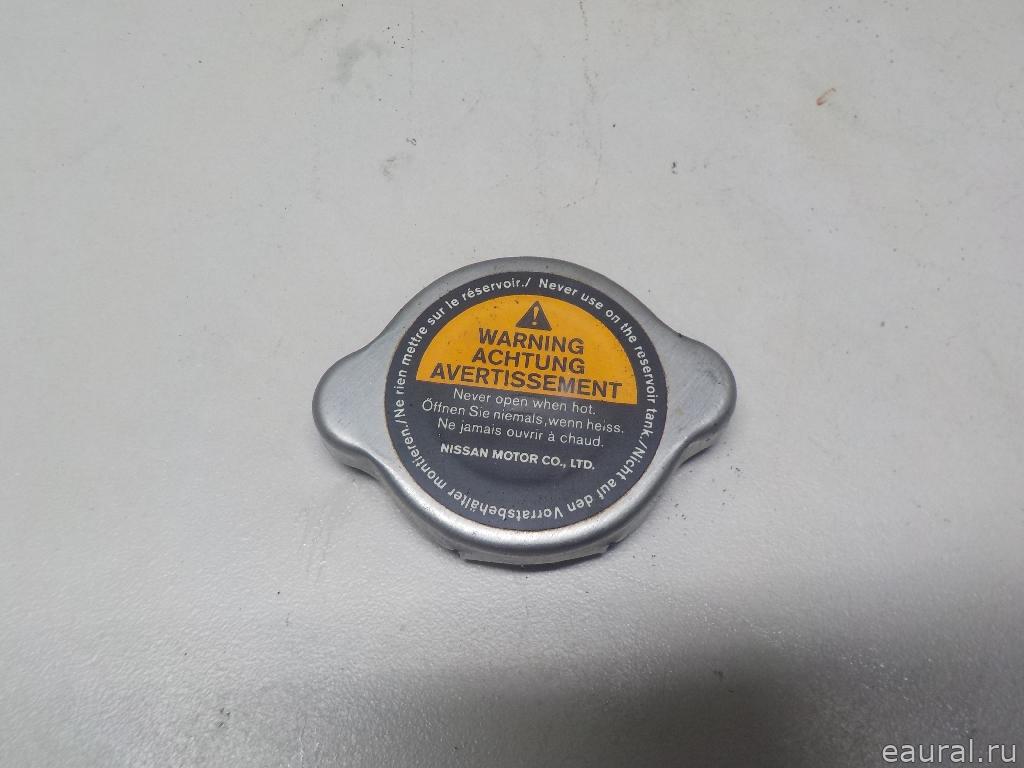 Never use on the reservoir tank./Nicht auf den Vorratsbehälter montieren./Ne rien mettre sur le réservoir./
WARNING
ACHTUNG
AVERTISSEMENT
Never open when hot.
Öffnen Sie niemals,wenn heiss.
Ne jamais ouvrir à chaud.
NISSAN MOTOR CO., LTD.
eaural.ru